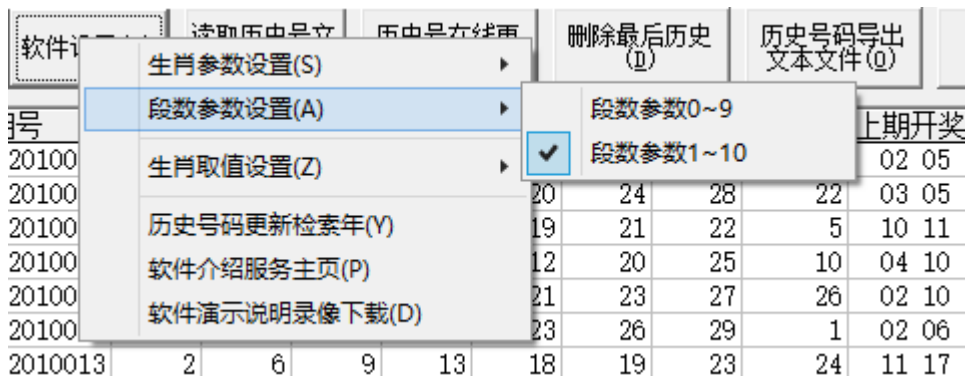 软件
读取历史号文
历史号在线更
删除最后历史
(D)
历史号码导出
文本文件(O)
生肖参数设置(S)
段数参数设置(A)
段数参数0~9
段数参数1~10
生肖取值设置(Z)
历史号码更新检索年(Y)
软件介绍服务主页(P)
软件演示说明录像下载(D)
号 上期开奖
20100 02 05
20100 20 24 28 22 03 05
20100 19 21 22 5 10 11
20100 12 20 25 10 04 10
20100 21 23 27 26 02 10
20100 23 26 29 1 02 06
2010013 2 6 9 13 18 19 23 24 11 17